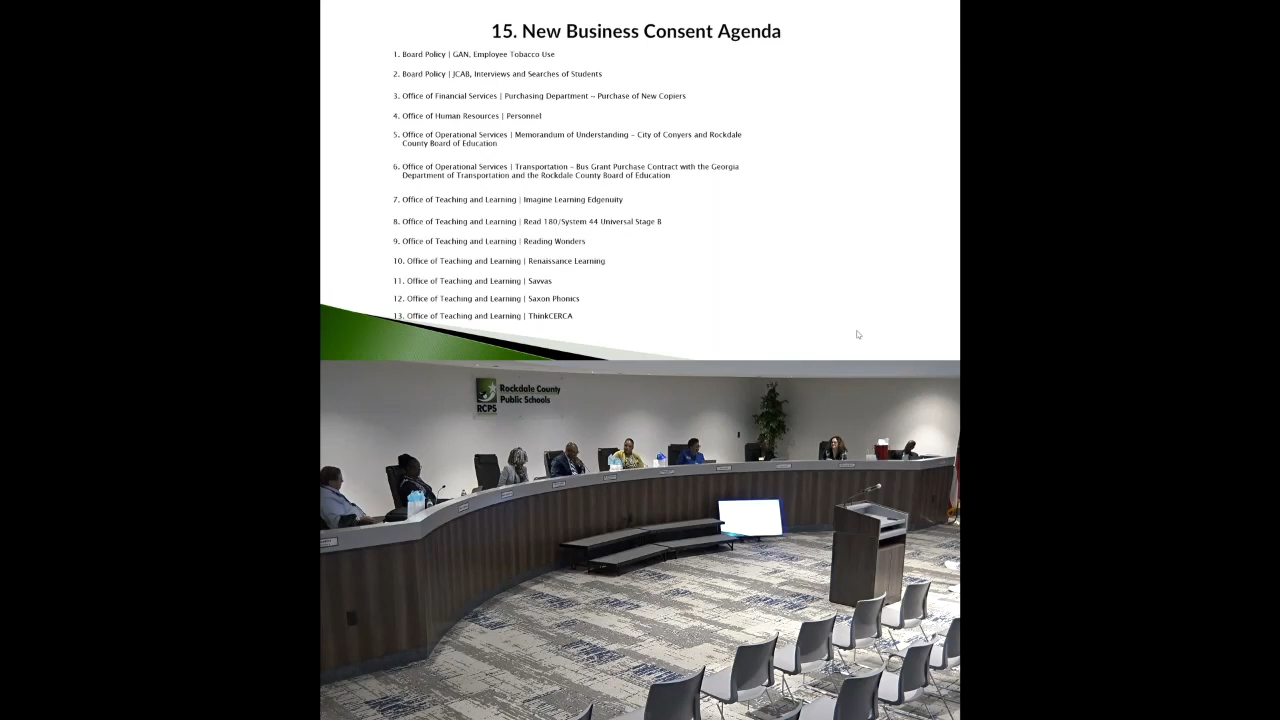 15. New Business Consent Agenda
1. Board Policy | GAN, Employee Tobacco Use
2. Board Policy | JCAB, Interviews and Searches of Students
3. Office of Financial Services | Purchasing Department – Purchase of New Copiers
4. Office of Human Resources | Personnel
5. Office of Operational Services | Memorandum of Understanding – City of Conyers and Rockdale
County Board of Education
6. Office of Operational Services | Transportation – Bus Grant Purchase Contract with the Georgia
Department of Transportation and the Rockdale County Board of Education
7. Office of Teaching and Learning | Imagine Learning Edgenuity
8. Office of Teaching and Learning | Read 180/System 44 Universal Stage B
9. Office of Teaching and Learning | Reading Wonders
10. Office of Teaching and Learning | Renaissance Learning
11. Office of Teaching and Learning | Savvas
12. Office of Teaching and Learning | Saxon Phonics
13. Office of Teaching and Learning | ThinkCERCA
Rockdale County
Public Schools
RCPS